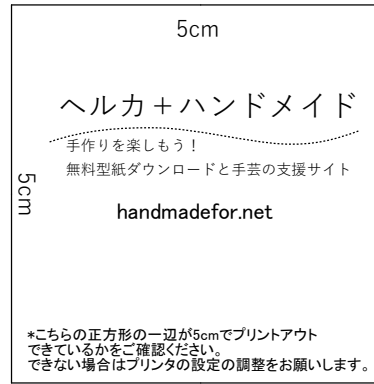 5cm
ヘルカ＋ハンドメイド
手作りを楽しもう！
無料型紙ダウンロードと手芸の支援サイト
5cm
handmadefor.net
*こちらの正方形の一辺が5cmでプリントアウト
できているかをご確認ください。
できない場合はプリンタの設定の調整をお願いします。